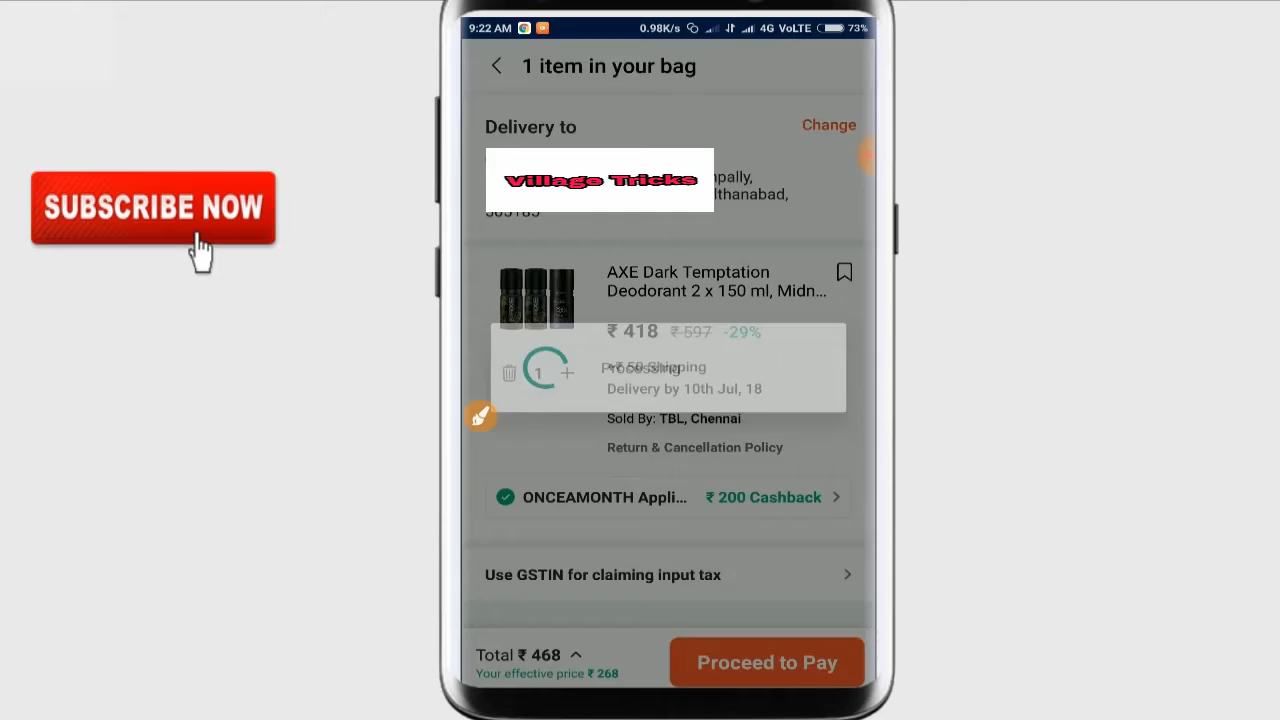 9:22 AM 0.98K/s 4G VoLTE 73%
1 item in your bag
SUBSCRIBE NOW
Delivery to Change
Village Tricks
AXE Dark Temptation
Deodorant 2 x 150 ml, Midn...
₹ 418 ₹ 597 -29%
1 +
Processing
+ ₹ 50 Shipping
Delivery by 10th Jul, 18
Sold By: TBL, Chennai
Return & Cancellation Policy
ONCEAMONTH Appli... ₹ 200 Cashback
Use GSTIN for claiming input tax
Total ₹ 468
Your effective price ₹ 268
Proceed to Pay